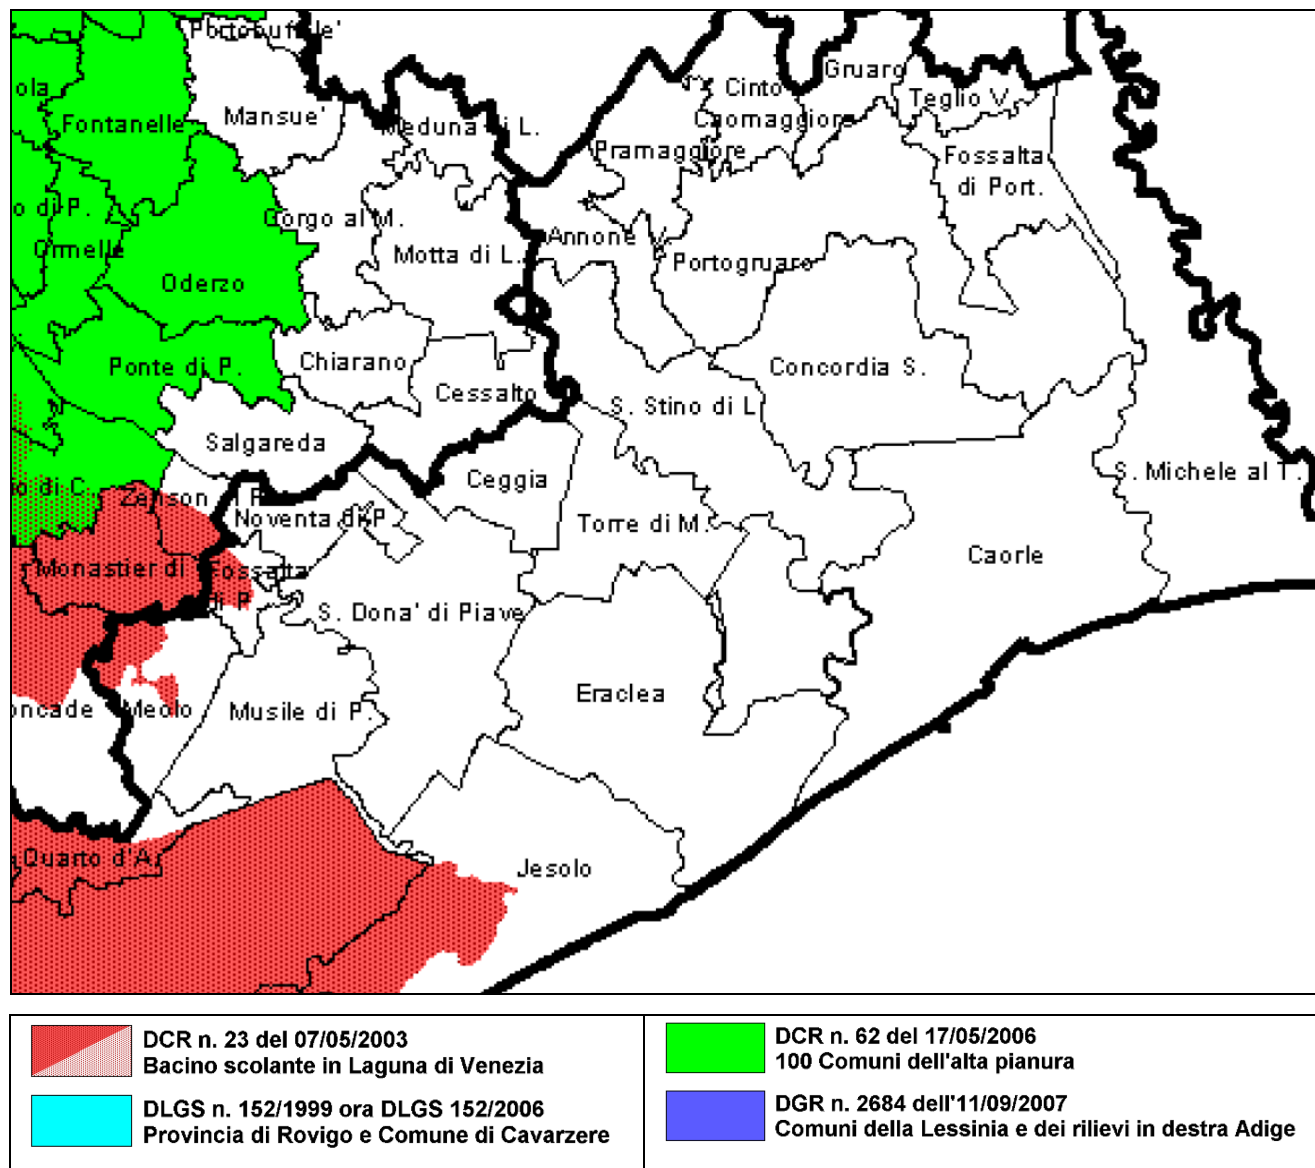 Portobuffole'
ola
Mansue'
Fontanelle
Meduna di L.
Cinto
Caomaggiore
Gruaro
Teglio V.
Pramaggiore
Fossalta
di Port.
o di P.
Ormelle
Gorgo al M.
Motta di L.
Annone V.
Portogruaro
Oderzo
Ponte di P.
Chiarano
Cessalto
Concordia S.
S. Stino di L.
Salgareda
Ceggia
S. Michele al T.
o di C.
Zenson di P.
Noventa di P.
Torre di M.
Caorle
Monastier di
Fossalta
di P.
S. Dona' di Piave
Eraclea
oncade
Meolo
Musile di P.
Quarto d'A.
Jesolo
DCR n. 23 del 07/05/2003
Bacino scolante in Laguna di Venezia
DLGS n. 152/1999 ora DLGS 152/2006
Provincia di Rovigo e Comune di Cavarzere
DCR n. 62 del 17/05/2006
100 Comuni dell'alta pianura
DGR n. 2684 dell'11/09/2007
Comuni della Lessinia e dei rilievi in destra Adige